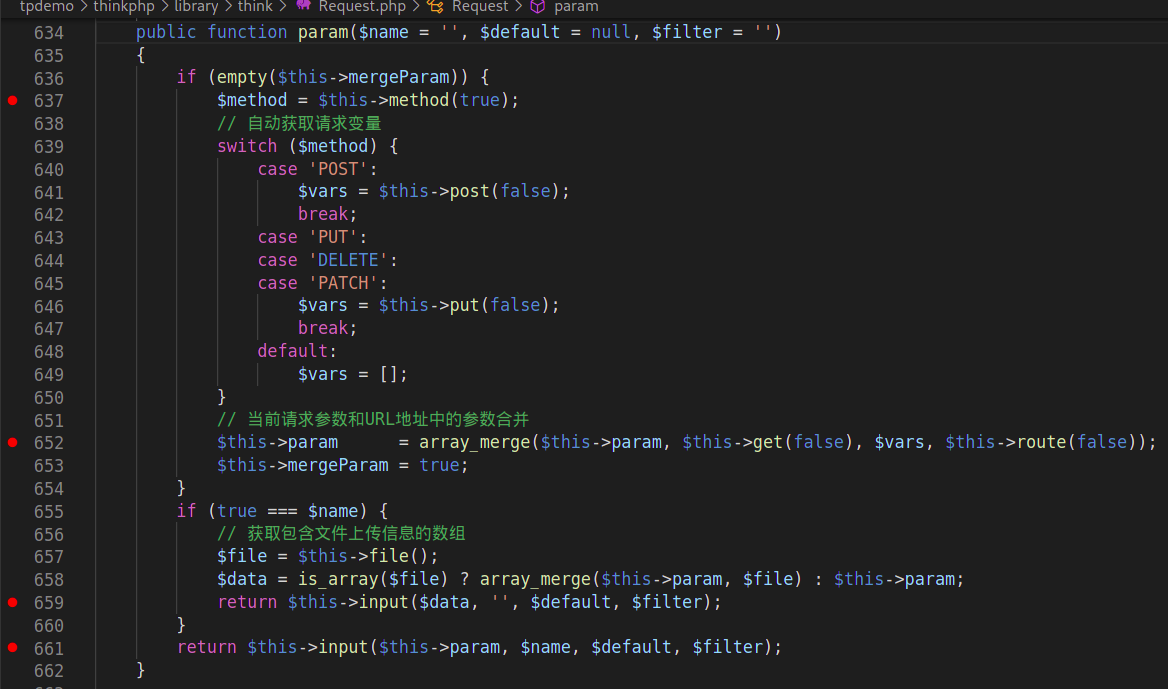 tpdemo > thinkphp > library > think > Request.php > Request > param
634 public function param($name = '', $default = null, $filter = '')
635 {
636 if (empty($this->mergeParam)) {
637 $method = $this->method(true);
638 // 自动获取请求变量
639 switch ($method) {
640 case 'POST':
641 $vars = $this->post(false);
642 break;
643 case 'PUT':
644 case 'DELETE':
645 case 'PATCH':
646 $vars = $this->put(false);
647 break;
648 default:
649 $vars = [];
650 }
651 // 当前请求参数和URL地址中的参数合并
652 $this->param      = array_merge($this->param, $this->get(false), $vars, $this->route(false));
653 $this->mergeParam = true;
654 }
655 if (true === $name) {
656 // 获取包含文件上传信息的数组
657 $file = $this->file();
658 $data = is_array($file) ? array_merge($this->param, $file) : $this->param;
659 return $this->input($data, '', $default, $filter);
660 }
661 return $this->input($this->param, $name, $default, $filter);
662 }